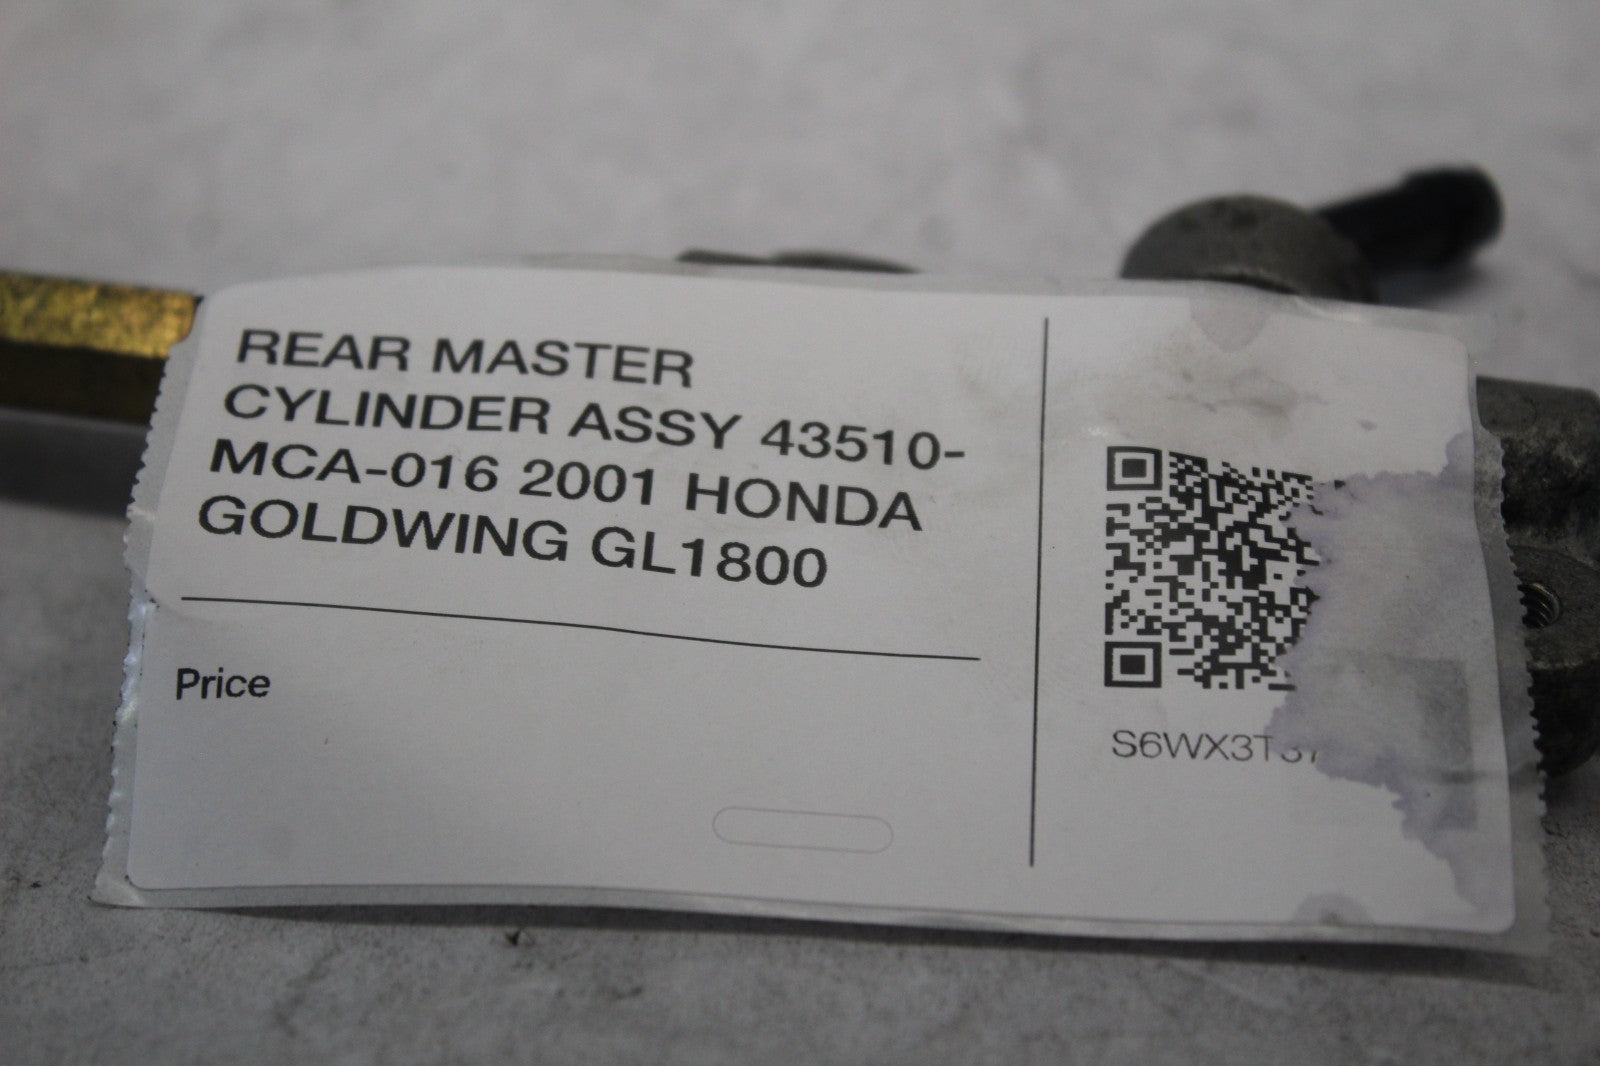 REAR MASTER
CYLINDER ASSY 43510-
MCA-016 2001 HONDA
GOLDWING GL1800
Price